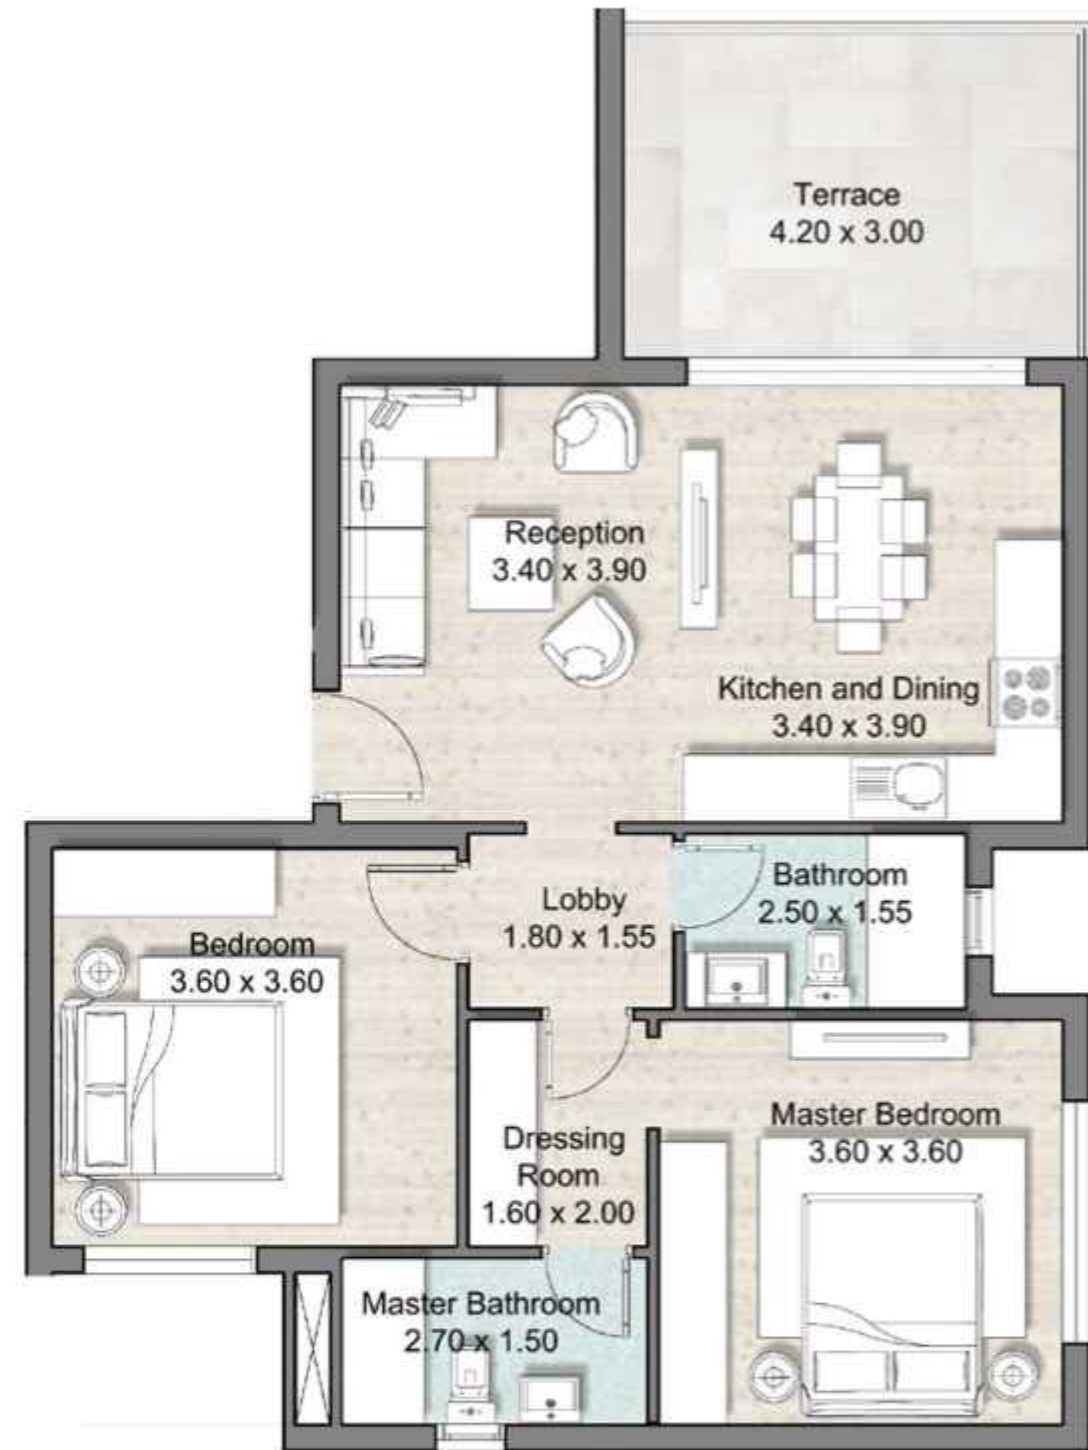 Terrace
4.20 x 3.00
Reception
3.40 x 3.90
Kitchen and Dining
3.40 x 3.90
Lobby
1.80 x 1.55
Bathroom
2.50 x 1.55
Bedroom
3.60 x 3.60
Dressing
Room
1.60 x 2.00
Master Bedroom
3.60 x 3.60
Master Bathroom
2.70 x 1.50